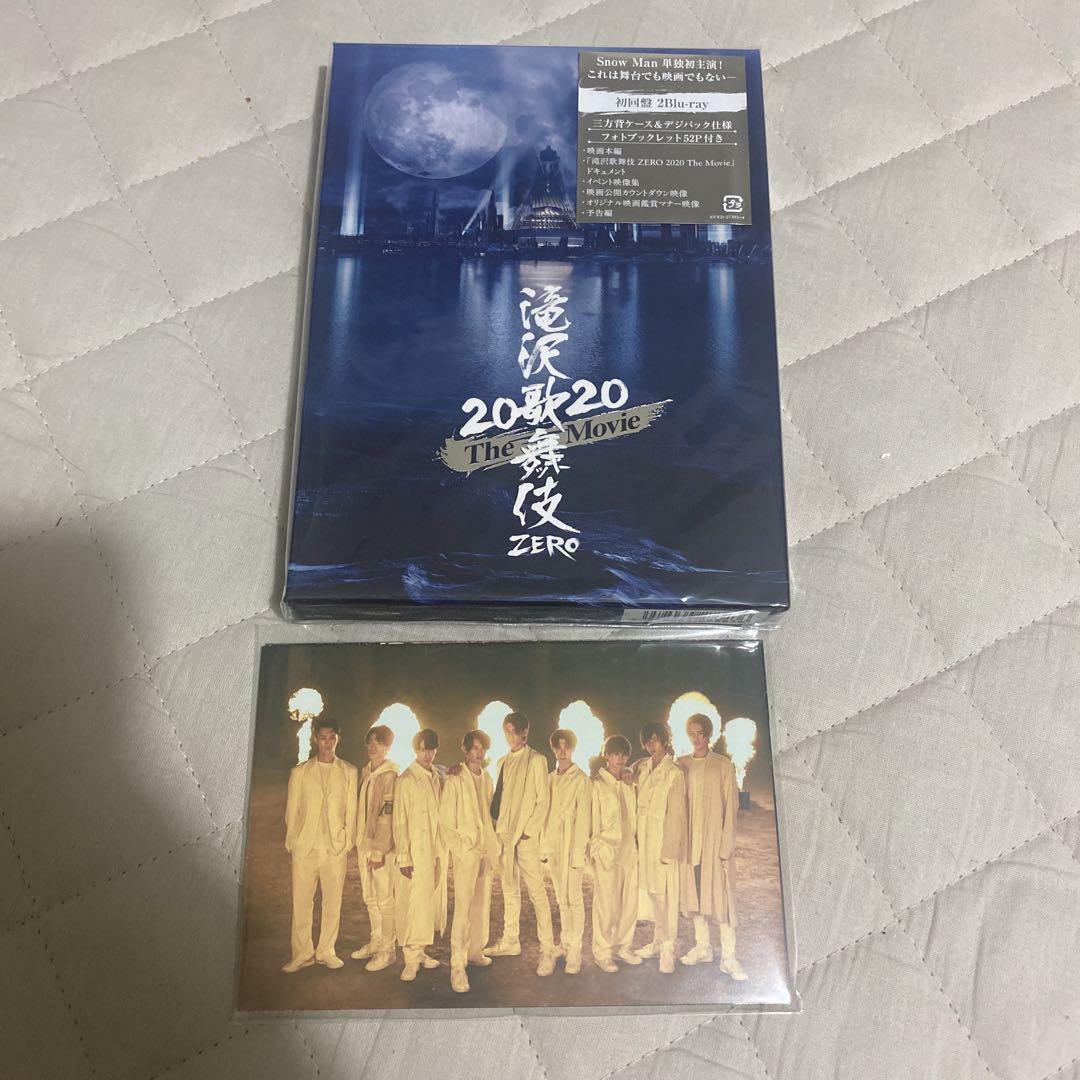 Snow Man 単独初主演!
これは舞台でも映画でもない―
初回盤 2Blu-ray
三方背ケース&デジパック仕様
フォトブックレット52P付き
・映画本編
・「滝沢歌舞伎 ZERO 2020 The Movie」
ドキュメント
・イベント映像集
・映画公開カウントダウン映像
・オリジナル映画鑑賞マナー映像
・予告編
滝沢歌舞伎
2020
The Movie
ZERO